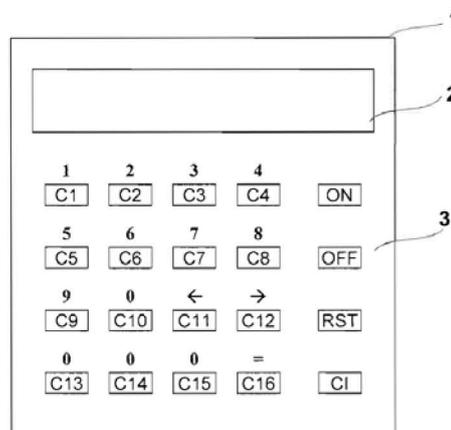 2
1 2 3 4
C1 C2 C3 C4 ON
3
5 6 7 8
C5 C6 C7 C8 OFF
9 0 ← →
C9 C10 C11 C12 RST
0 0 0 =
C13 C14 C15 C16 CI